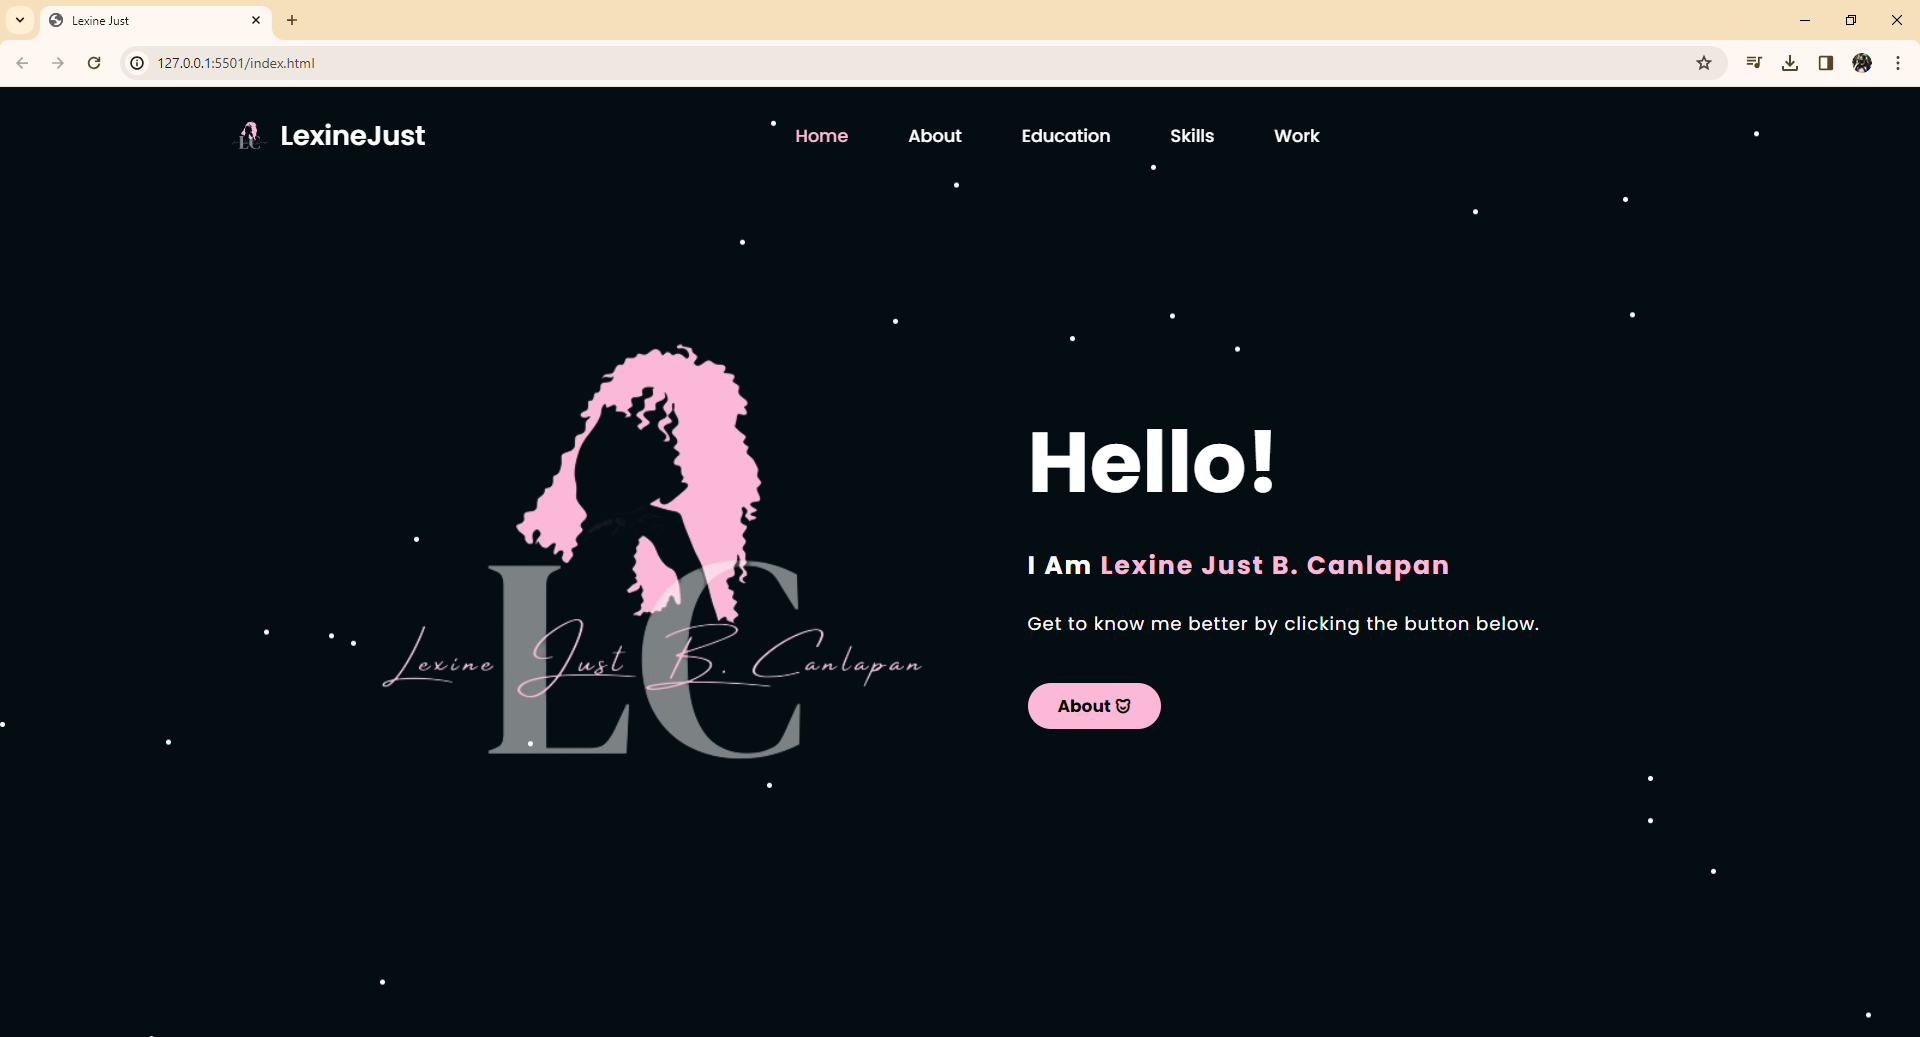 Lexine Just
127.0.0.1:5501/index.html
LC LexineJust Home About Education Skills Work
Hello!
I Am Lexine Just B. Canlapan
Get to know me better by clicking the button below.
About
LC
Lexine Just B. Canlapan